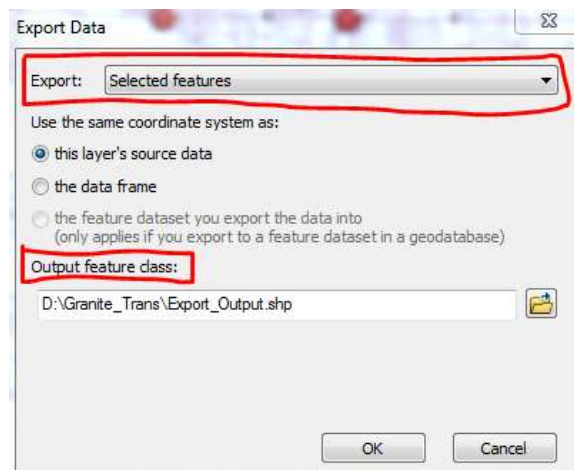 Export Data
Export: Selected features
Use the same coordinate system as:
this layer's source data
the data frame
the feature dataset you export the data into
(only applies if you export to a feature dataset in a geodatabase)
Output feature class:
D:\Granite_Trans\Export_Output.shp
OK Cancel